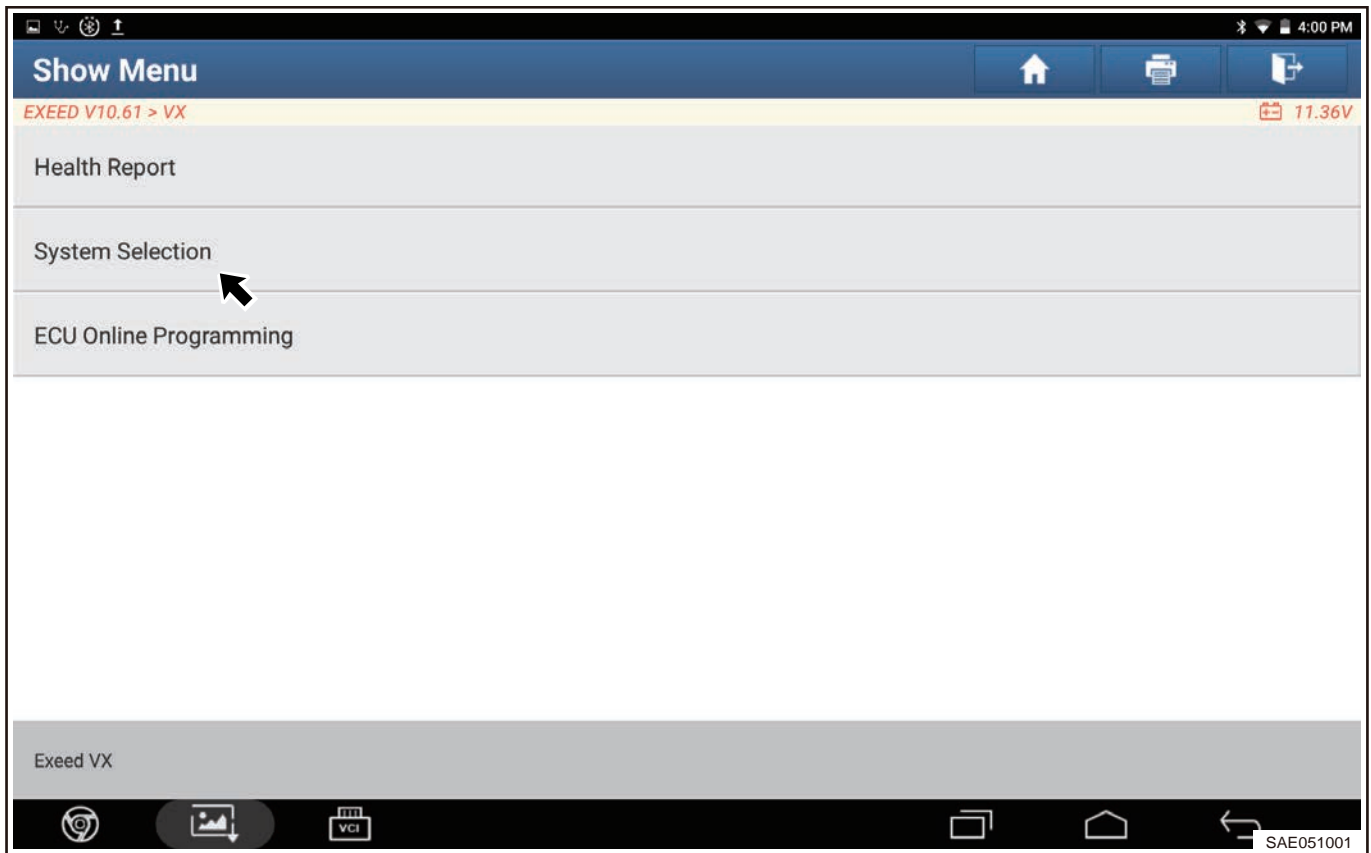 4:00 PM
Show Menu
EXEED V10.61 > VX
11.36V
Health Report
System Selection
ECU Online Programming
Exeed VX
VCI
SAE051001